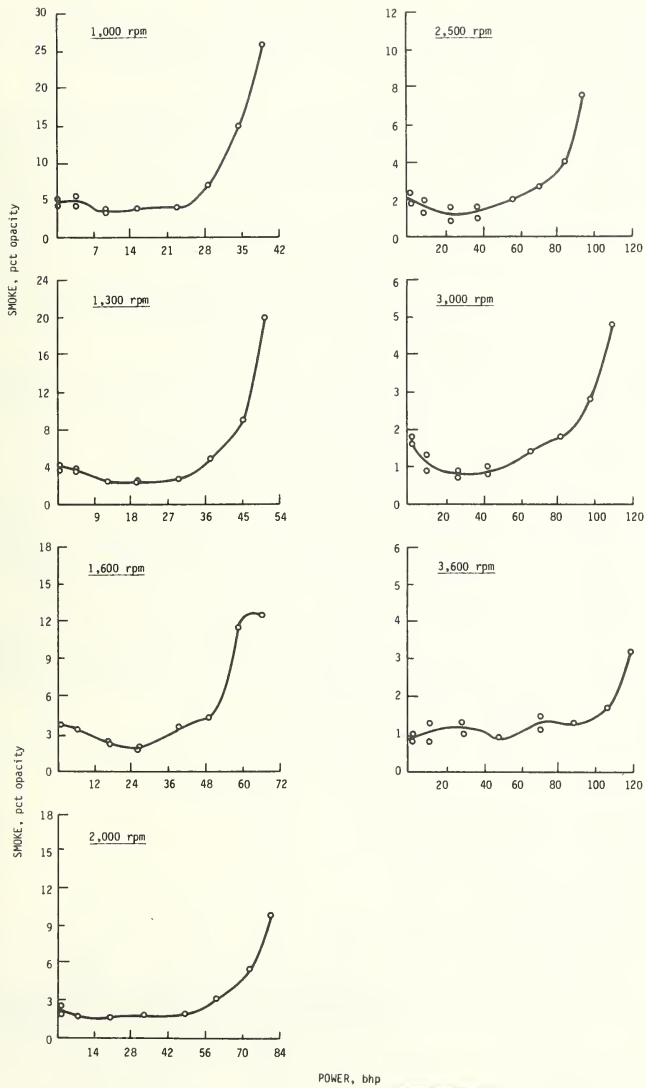 1,000 rpm
30
25
20
15
10
5
0
7 14 21 28 35 42
SMOKE, pct opacity
1,300 rpm
24
20
16
12
8
4
0
9 18 27 36 45 54
1,600 rpm
18
15
12
9
6
3
0
12 24 36 48 60 72
SMOKE, pct opacity
2,000 rpm
18
15
12
9
6
3
0
14 28 42 56 70 84
2,500 rpm
12
10
8
6
4
2
0
20 40 60 80 100 120
3,000 rpm
6
5
4
3
2
1
0
20 40 60 80 100 120
3,600 rpm
6
5
4
3
2
1
0
20 40 60 80 100 120
POWER, bhp